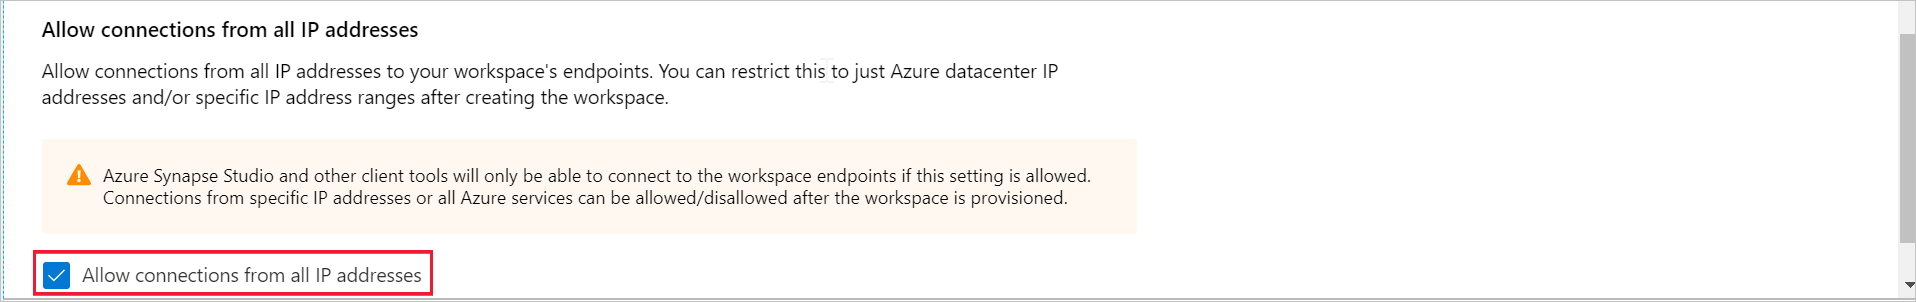 Allow connections from all IP addresses
Allow connections from all IP addresses to your workspace's endpoints. You can restrict this to just Azure datacenter IP
addresses and/or specific IP address ranges after creating the workspace.
Azure Synapse Studio and other client tools will only be able to connect to the workspace endpoints if this setting is allowed.
Connections from specific IP addresses or all Azure services can be allowed/disallowed after the workspace is provisioned.
Allow connections from all IP addresses